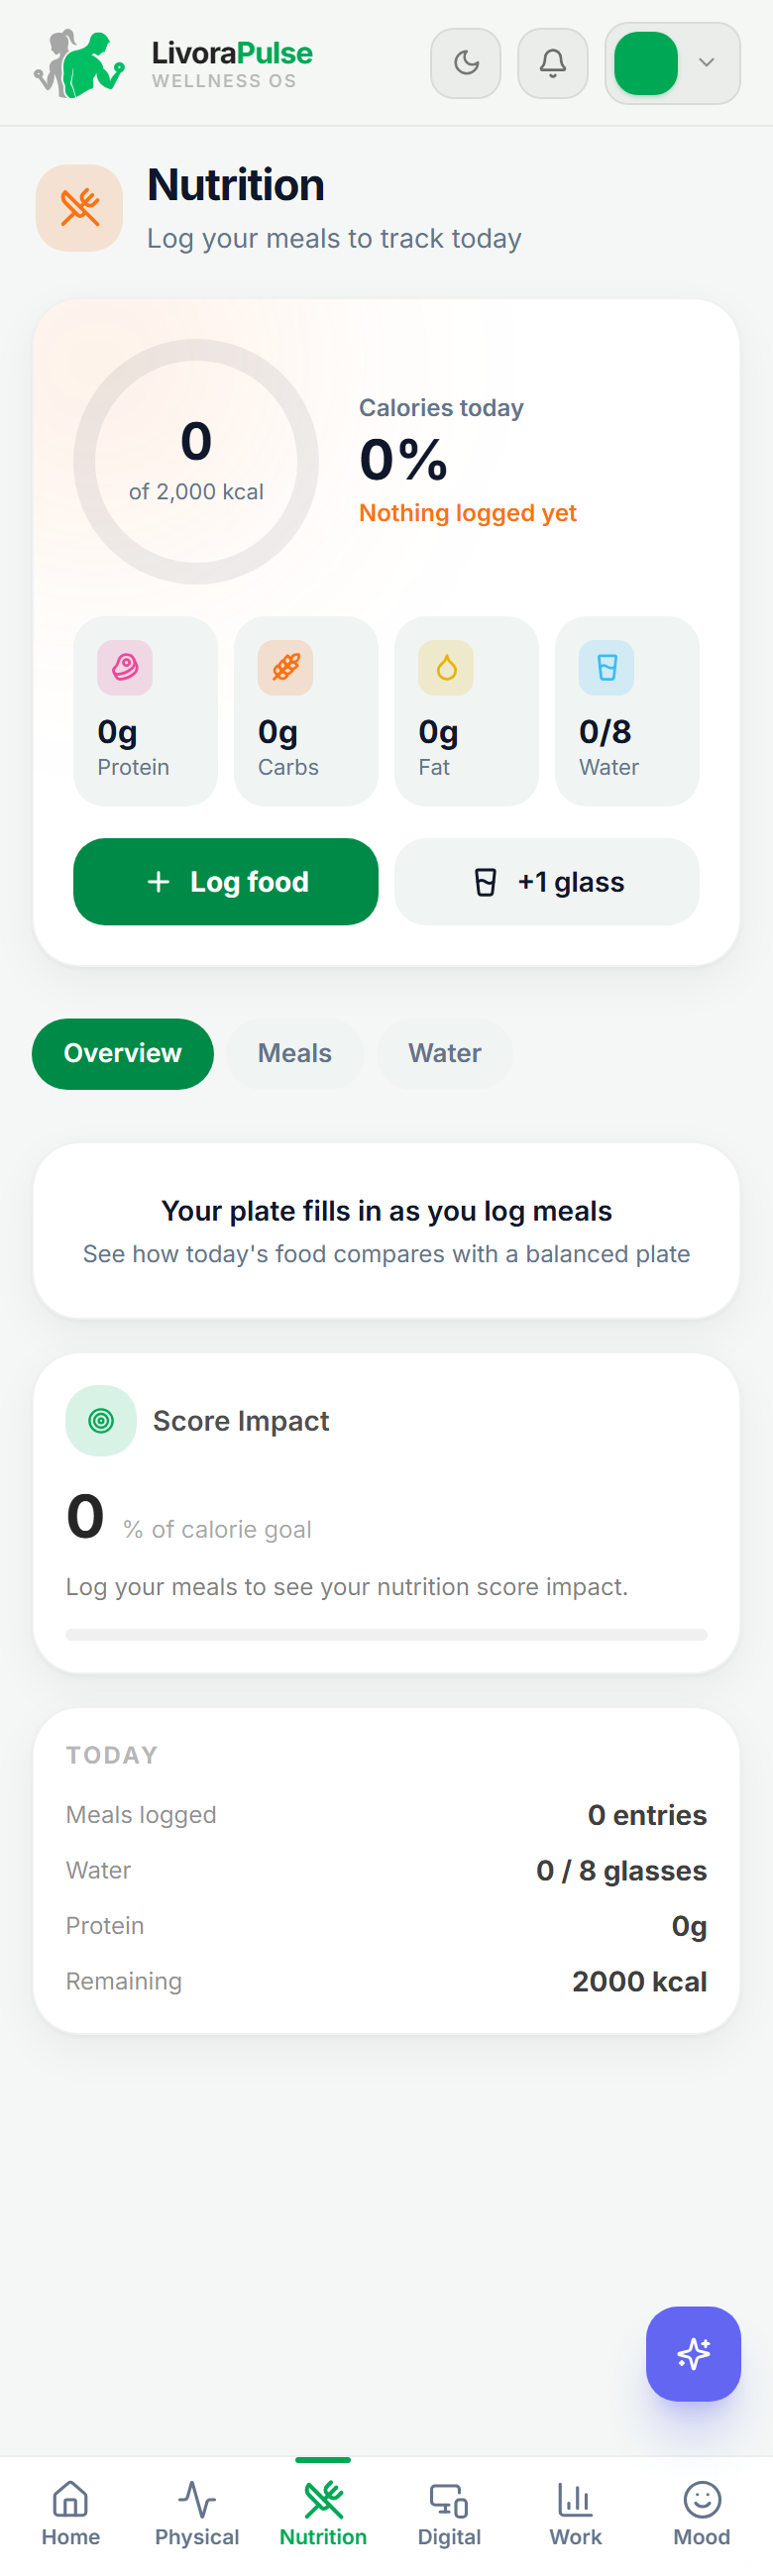 LivoraPulse
WELLNESS OS
Nutrition
Log your meals to track today
0
of 2,000 kcal
Calories today
0%
Nothing logged yet
0g
Protein
0g
Carbs
0g
Fat
0/8
Water
Log food
+1 glass
Overview
Meals
Water
Your plate fills in as you log meals
See how today's food compares with a balanced plate
Score Impact
0 % of calorie goal
Log your meals to see your nutrition score impact.
TODAY
Meals logged 0 entries
Water 0 / 8 glasses
Protein 0g
Remaining 2000 kcal
Home
Physical
Nutrition
Digital
Work
Mood